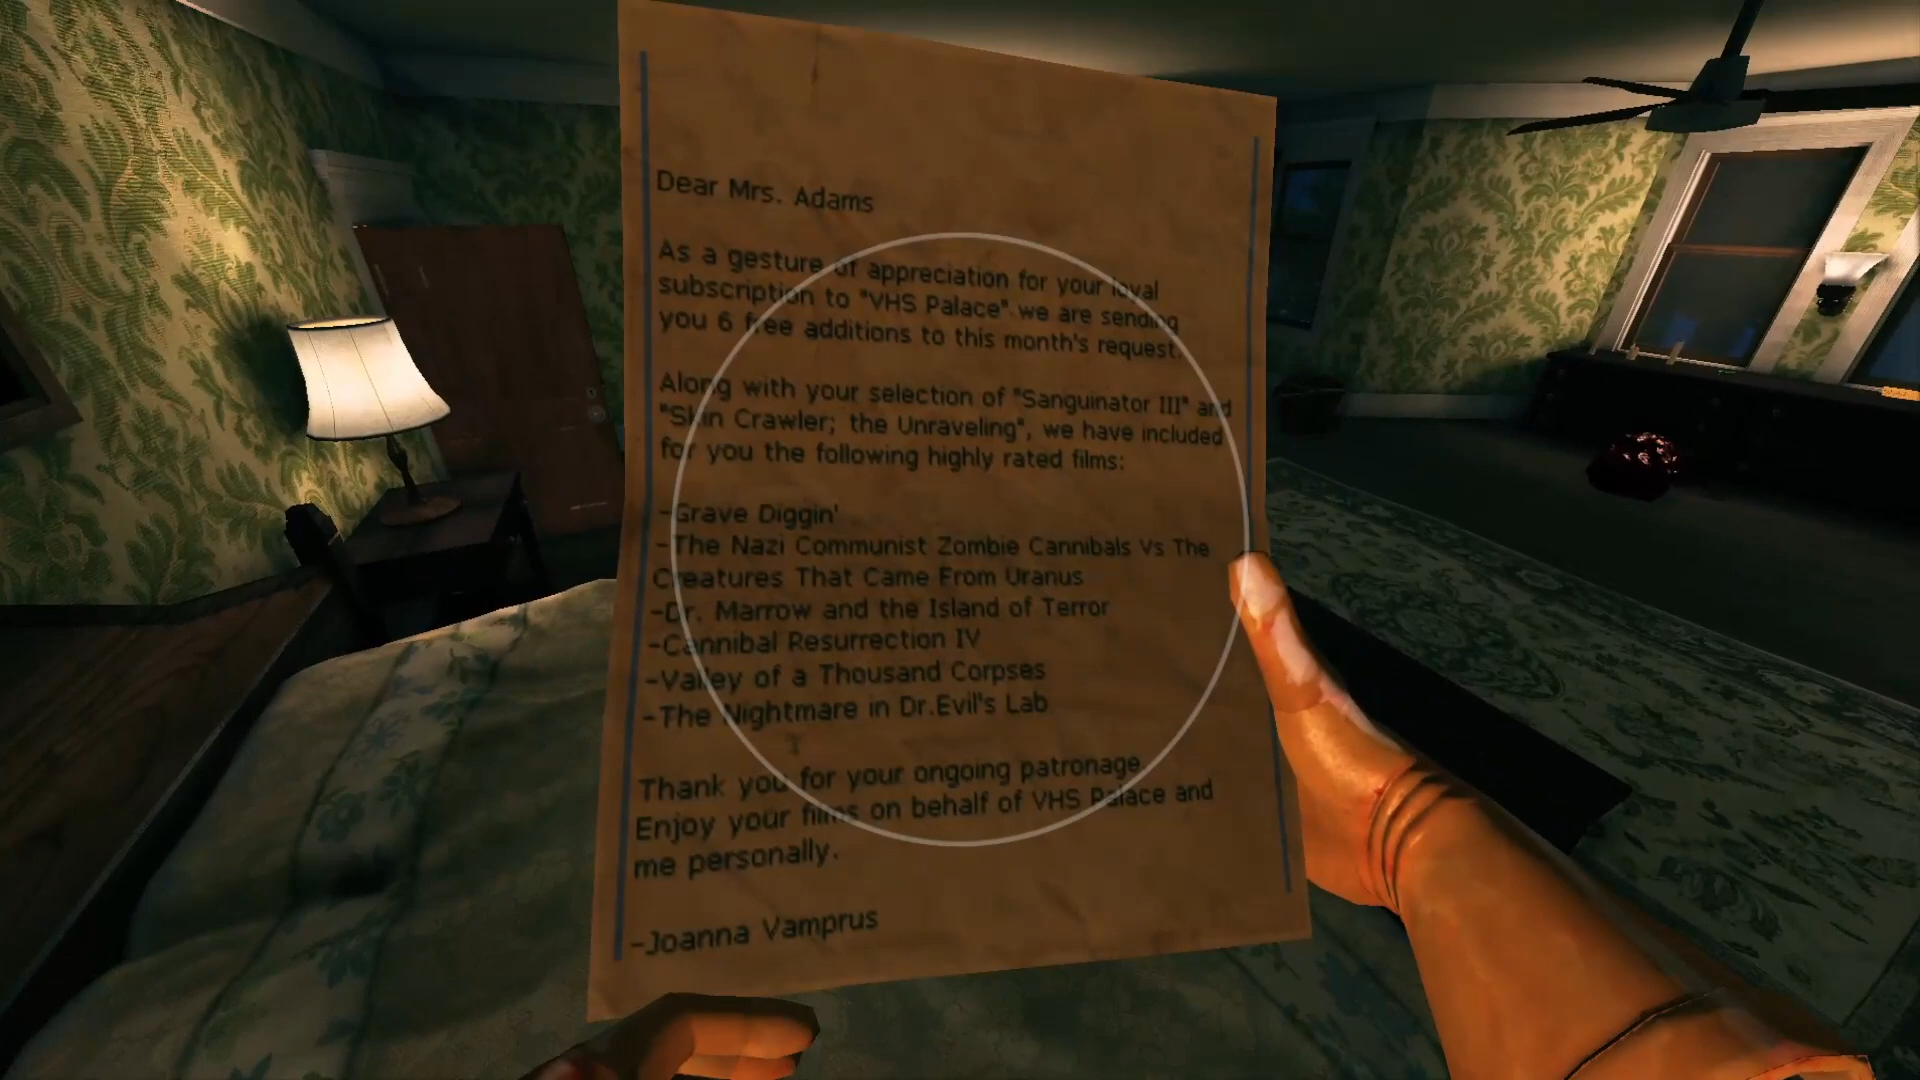 Dear Mrs. Adams
As a gesture of appreciation for your loyal
subscription to "VHS Palace" we are sending
you 6 free additions to this month's request.
Along with your selection of "Sanguinator III" and
"Skin Crawler; the Unraveling", we have included
for you the following highly rated films:
-Grave Diggin'
-The Nazi Communist Zombie Cannibals Vs The
Creatures That Came From Uranus
-Dr. Marrow and the Island of Terror
-Cannibal Resurrection IV
-Valley of a Thousand Corpses
-The Nightmare in Dr.Evil's Lab
Thank you for your ongoing patronage
Enjoy your films on behalf of VHS Palace and
me personally.
-Joanna Vamprus